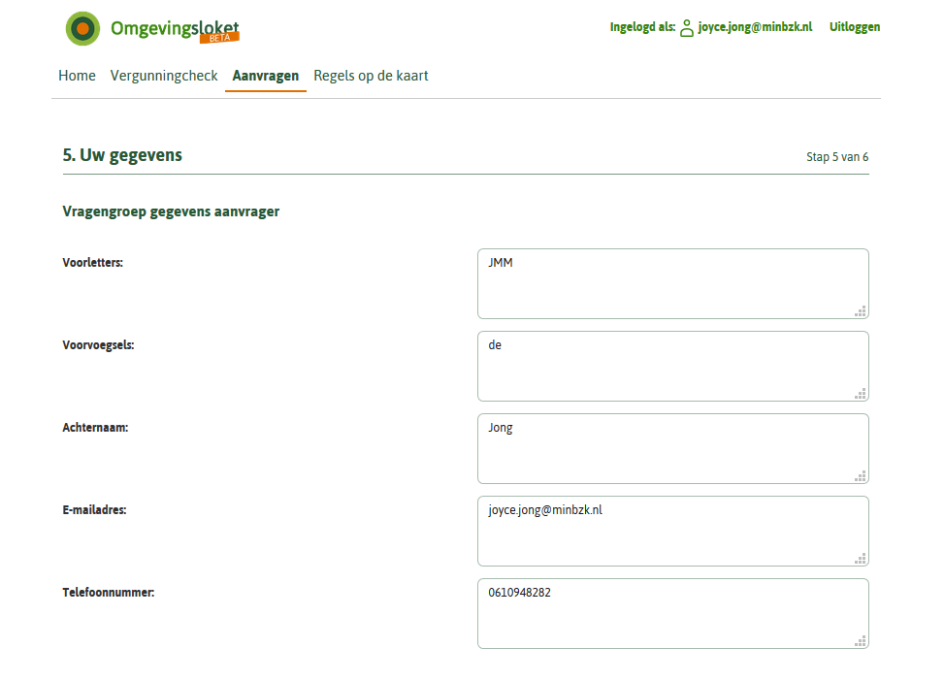 Omgevingsloket
BETA
Ingelogd als: joyce.jong@minbzk.nl Uitloggen
Home Vergunningcheck Aanvragen Regels op de kaart
5. Uw gegevens
Stap 5 van 6
Vragengroep gegevens aanvrager
Voorletters:
JMM
Voorvoegsels:
de
Achternaam:
Jong
E-mailadres:
joyce.jong@minbzk.nl
Telefoonnummer:
0610948282